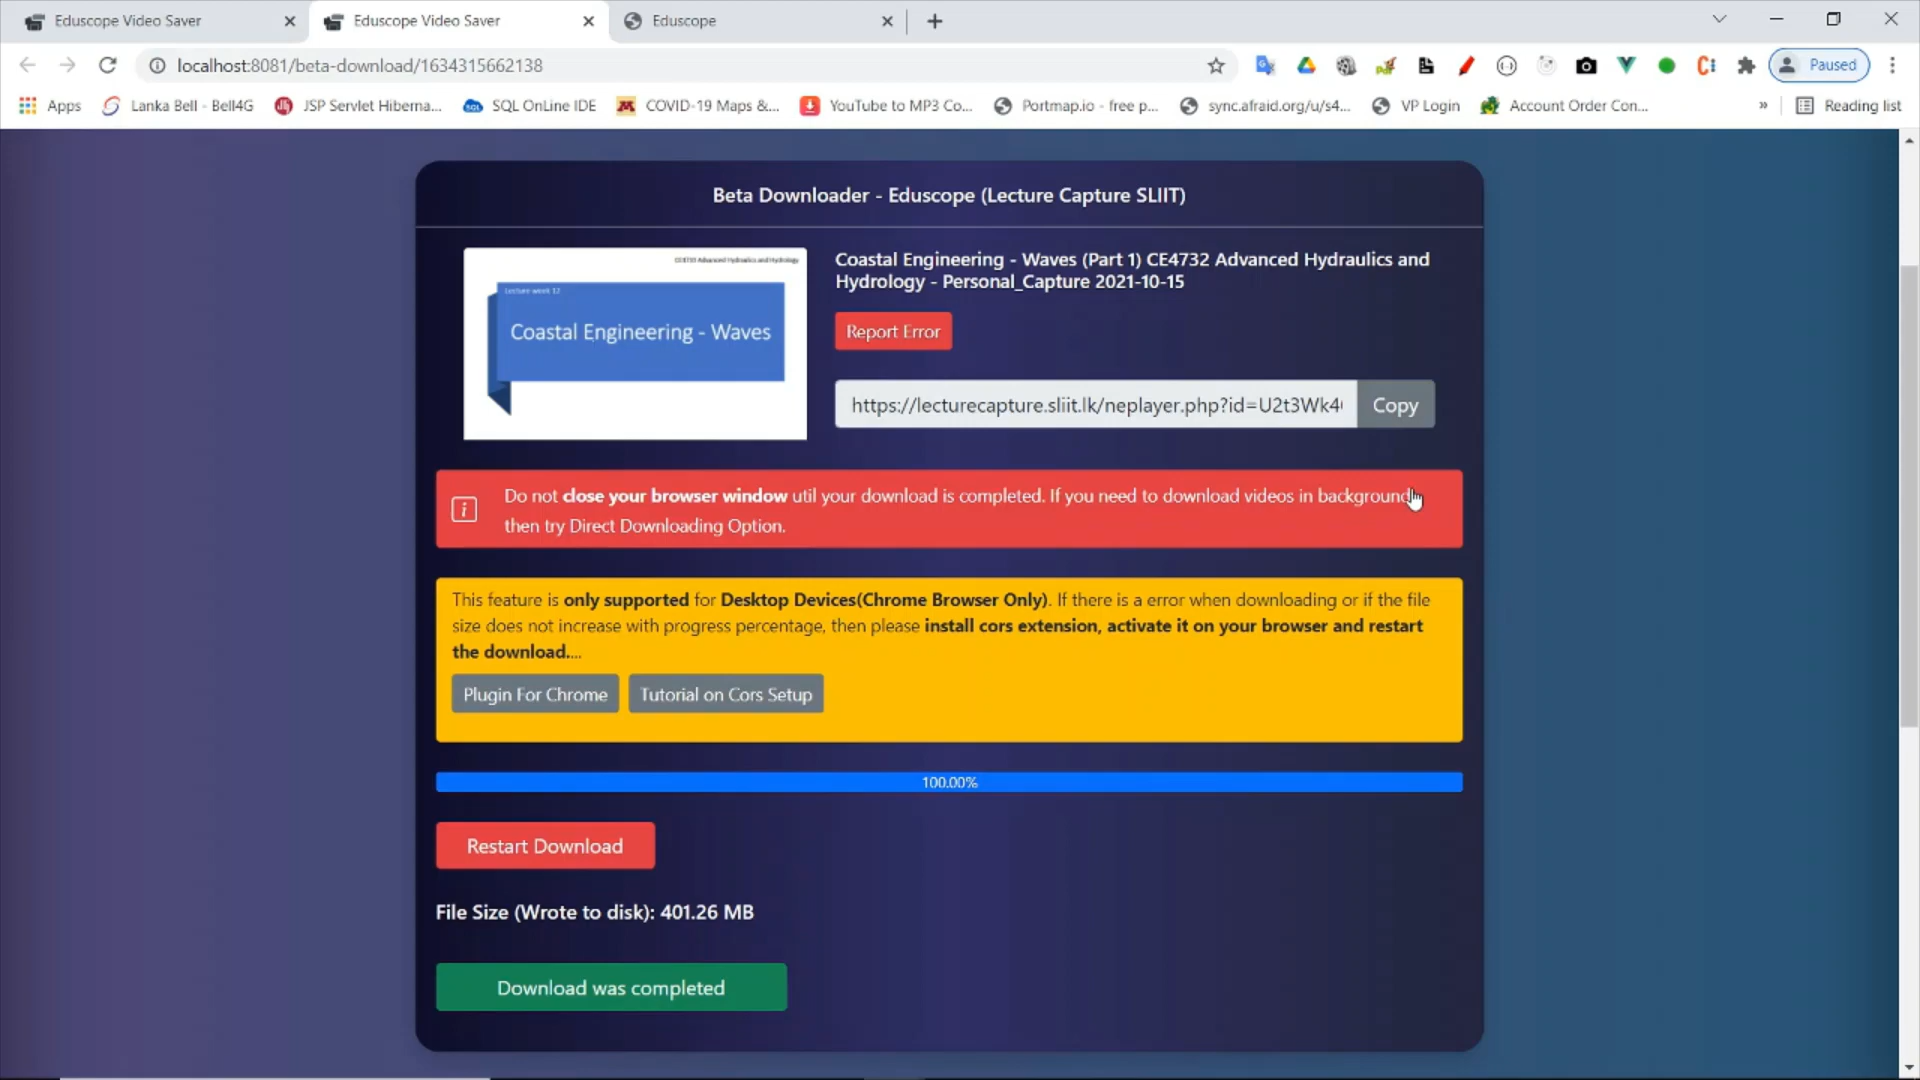 Eduscope Video Saver
Eduscope Video Saver
Eduscope
localhost:8081/beta-download/1634315662138
Paused
Apps
Lanka Bell - Bell4G
JSP Servlet Hiberna...
SQL OnLine IDE
COVID-19 Maps &...
YouTube to MP3 Co...
Portmap.io - free p...
sync.afraid.org/u/s4...
VP Login
Account Order Con...
»
Reading list
Beta Downloader - Eduscope (Lecture Capture SLIIT)
CE4732 Advanced Hydraulics and Hydrology
Lecture week 12
Coastal Engineering - Waves
Coastal Engineering - Waves (Part 1) CE4732 Advanced Hydraulics and
Hydrology - Personal_Capture 2021-10-15
Report Error
https://lecturecapture.sliit.lk/neplayer.php?id=U2t3Wk4
Copy
Do not close your browser window util your download is completed. If you need to download videos in background
then try Direct Downloading Option.
This feature is only supported for Desktop Devices(Chrome Browser Only). If there is a error when downloading or if the file
size does not increase with progress percentage, then please install cors extension, activate it on your browser and restart
the download....
Plugin For Chrome
Tutorial on Cors Setup
100.00%
Restart Download
File Size (Wrote to disk): 401.26 MB
Download was completed